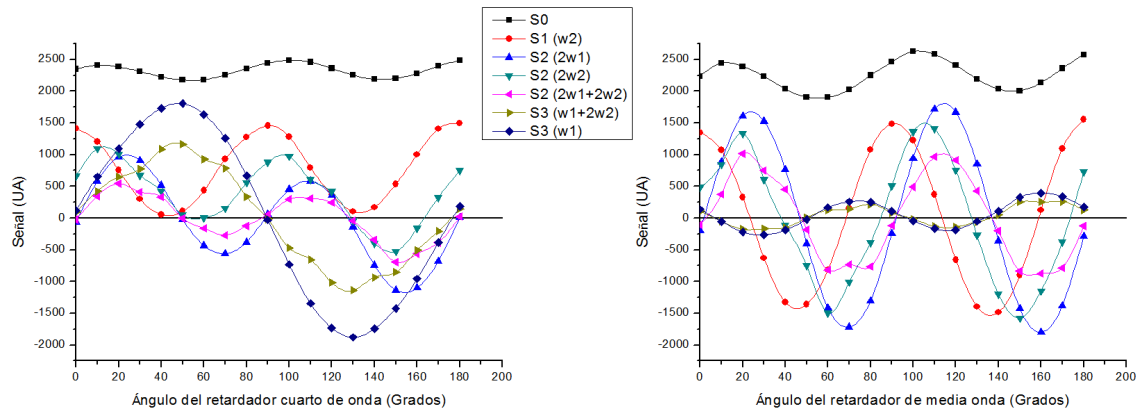 S0
S1 (w2)
S2 (2w1)
S2 (2w2)
S2 (2w1+2w2)
S3 (w1+2w2)
S3 (w1)
2500
2000
1500
1000
500
0
-500
-1000
-1500
-2000
Señal (UA)
0 20 40 60 80 100 120 140 160 180 200
Ángulo del retardador cuarto de onda (Grados)
2500
2000
1500
1000
500
0
-500
-1000
-1500
-2000
Señal (UA)
0 20 40 60 80 100 120 140 160 180 200
Ángulo del retardador de media onda (Grados)